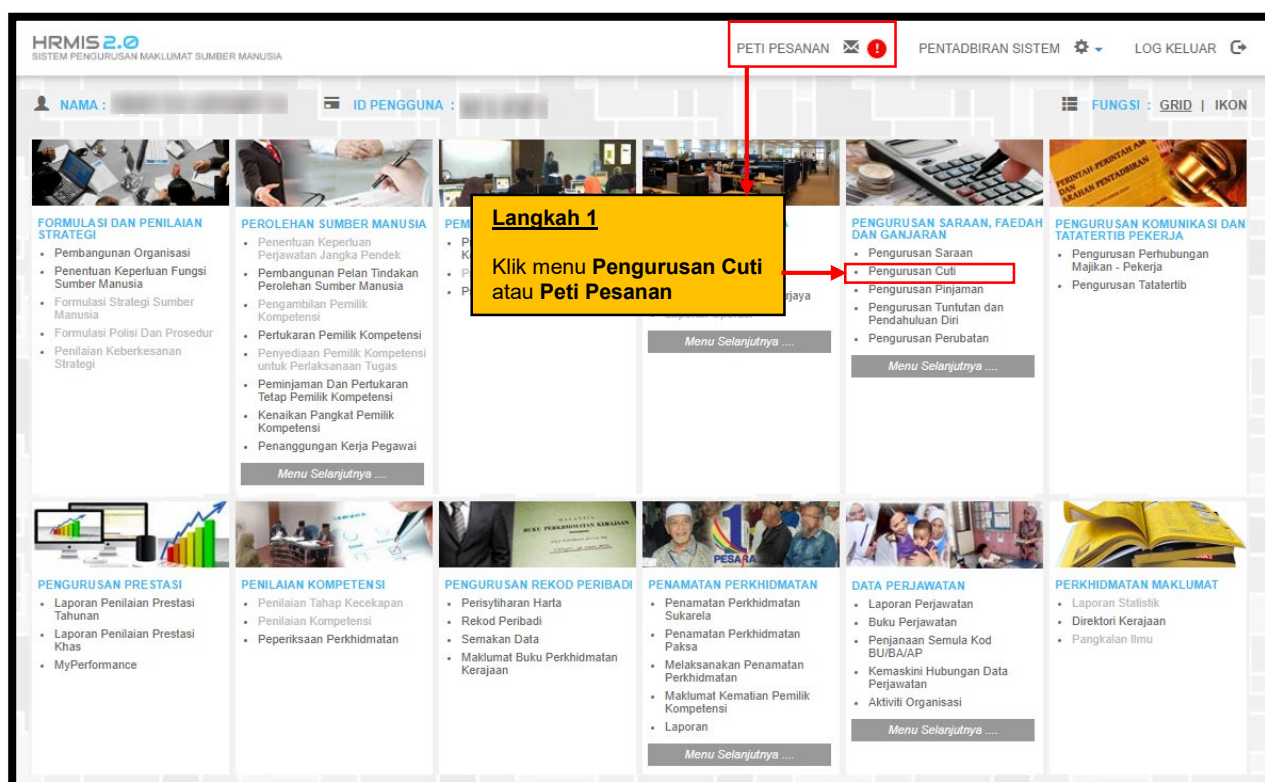 HRMIS 2.0
SISTEM PENGURUSAN MAKLUMAT SUMBER MANUSIA
PETI PESANAN
PENTADBIRAN SISTEM
LOG KELUAR
NAMA :
ID PENGGUNA :
FUNGSI : GRID | IKON
FORMULASI DAN PENILAIAN
STRATEGI
• Pembangunan Organisasi
• Penentuan Keperluan Fungsi
Sumber Manusia
• Formulasi Strategi Sumber
Manusia
• Formulasi Polisi Dan Prosedur
• Penilaian Keberkesanan
Strategi
PEROLEHAN SUMBER MANUSIA
• Penentuan Keperluan
Perjawatan Jangka Pendek
• Pembangunan Pelan Tindakan
Perolehan Sumber Manusia
• Pengambilan Pemilik
Kompetensi
• Pertukaran Pemilik Kompetensi
• Penyediaan Pemilik Kompetensi
untuk Perlaksanaan Tugas
• Peminjaman Dan Pertukaran
Tetap Pemilik Kompetensi
• Kenaikan Pangkat Pemilik
Kompetensi
• Penanggungan Kerja Pegawai
Menu Selanjutnya ....
Langkah 1
Klik menu Pengurusan Cuti
atau Peti Pesanan
Menu Selanjutnya ....
PENGURUSAN SARAAN, FAEDAH
DAN GANJARAN
• Pengurusan Saraan
• Pengurusan Cuti
• Pengurusan Pinjaman
• Pengurusan Tuntutan dan
Pendahuluan Diri
• Pengurusan Perubatan
Menu Selanjutnya ....
PERINTAH-PERINTAH AM
DAN
ARAHAN PENTADBIRAN
PENGURUSAN KOMUNIKASI DAN
TATATERTIB PEKERJA
• Pengurusan Perhubungan
Majikan - Pekerja
• Pengurusan Tatatertib
PENGURUSAN PRESTASI
• Laporan Penilaian Prestasi
Tahunan
• Laporan Penilaian Prestasi
Khas
• MyPerformance
PENILAIAN KOMPETENSI
• Penilaian Tahap Kecekapan
• Penilaian Kompetensi
• Peperiksaan Perkhidmatan
BUKU PERKHIDMATAN KERAJAAN
PENGURUSAN REKOD PERIBADI
• Perisytiharan Harta
• Rekod Peribadi
• Semakan Data
• Maklumat Buku Perkhidmatan
Kerajaan
PESARA
PENAMATAN PERKHIDMATAN
• Penamatan Perkhidmatan
Sukarela
• Penamatan Perkhidmatan
Paksa
• Melaksanakan Penamatan
Perkhidmatan
• Maklumat Kematian Pemilik
Kompetensi
• Laporan
Menu Selanjutnya ....
DATA PERJAWATAN
• Laporan Perjawatan
• Buku Perjawatan
• Penjanaan Semula Kod
BU/BA/AP
• Kemaskini Hubungan Data
Perjawatan
• Aktiviti Organisasi
Menu Selanjutnya ....
PERKHIDMATAN MAKLUMAT
• Laporan Statistik
• Direktori Kerajaan
• Pangkalan Ilmu